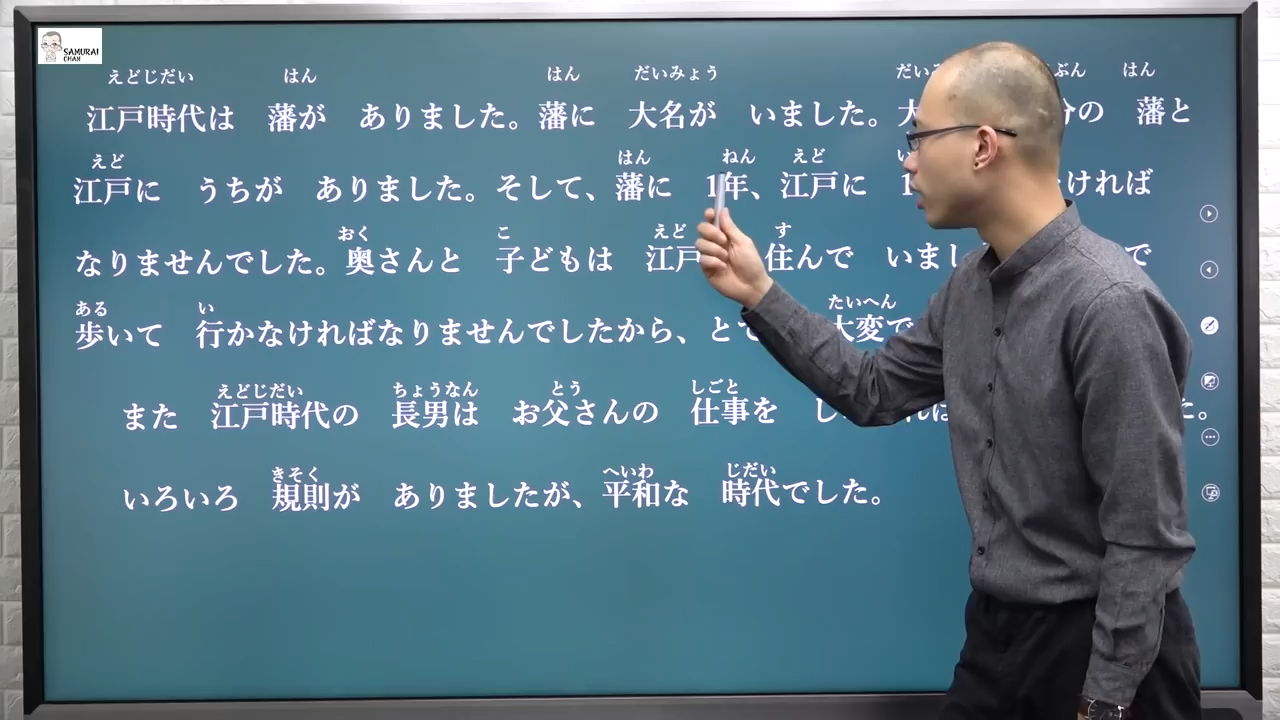 SAMURAI
CHAN
えどじだい はん はん だいみょう だい ぶん はん
江戸時代は 藩が ありました。藩に 大名が いました。 の 藩と
えど はん ねん えど い
江戸に うちが ありました。そして、藩に 1年、江戸に 1 ければ
おく こ えど す
なりませんでした。奥さんと 子どもは 江戸 住んで いまし で
ある い たいへん
歩いて 行かなければなりませんでしたから、とて 大変で
えどじだい ちょうなん とう しごと
また 江戸時代の 長男は お父さんの 仕事を し た。
きそく へいわ じだい
いろいろ 規則が ありましたが、平和な 時代でした。